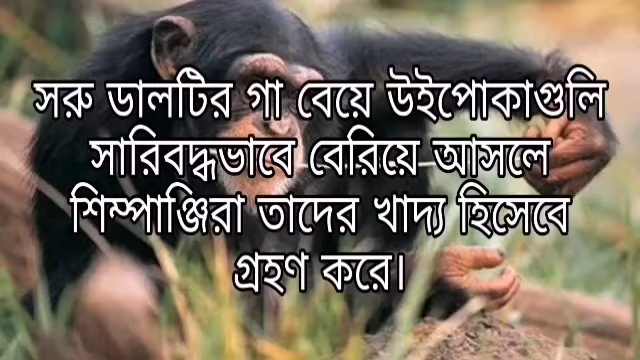 সরু ডালটির গা বেয়ে উইপোকাগুলি
সারিবদ্ধভাবে বেরিয়ে আসলে
শিম্পাঞ্জিরা তাদের খাদ্য হিসেবে
গ্রহণ করে।